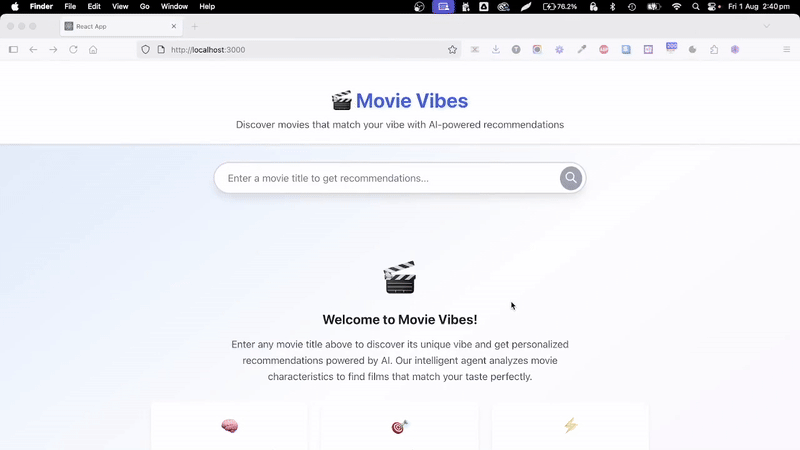 Finder File Edit View Go Window Help 76.2% Fri 1 Aug 2:40 pm
React App
http://localhost:3000
Movie Vibes
Discover movies that match your vibe with AI-powered recommendations
Enter a movie title to get recommendations...
Welcome to Movie Vibes!
Enter any movie title above to discover its unique vibe and get personalized
recommendations powered by AI. Our intelligent agent analyzes movie
characteristics to find films that match your taste perfectly.